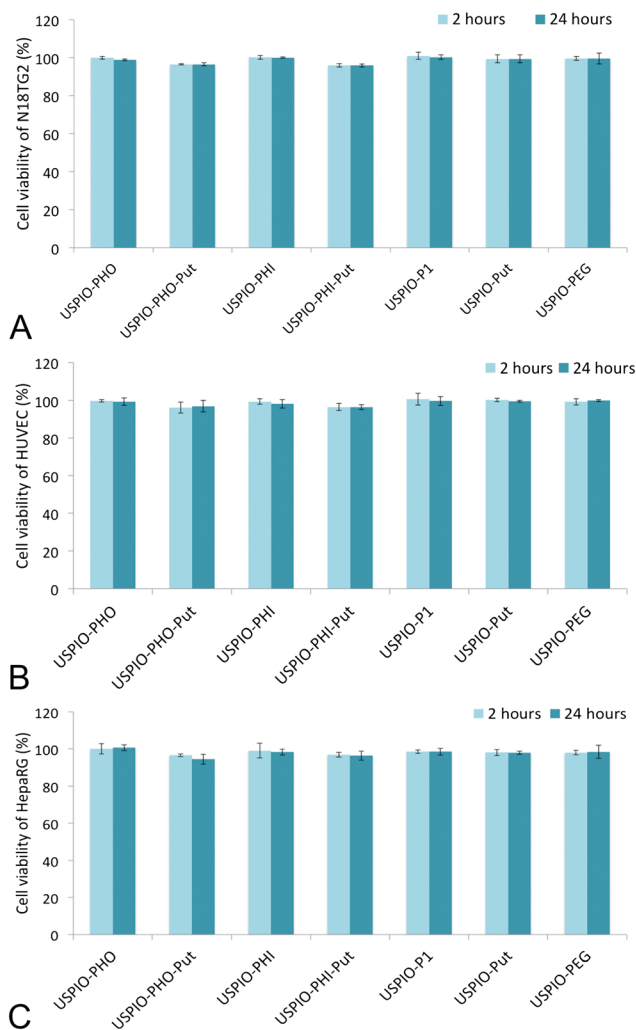 2 hours 24 hours
Cell viability of N18TG2 (%)
120
100
80
60
40
20
0
USPIO-PHO
USPIO-PHO-Put
USPIO-PHI
USPIO-PHI-Put
USPIO-P1
USPIO-Put
USPIO-PEG
A
2 hours 24 hours
Cell viability of HUVEC (%)
120
100
80
60
40
20
0
USPIO-PHO
USPIO-PHO-Put
USPIO-PHI
USPIO-PHI-Put
USPIO-P1
USPIO-Put
USPIO-PEG
B
2 hours 24 hours
Cell viability of HepaRG (%)
120
100
80
60
40
20
0
USPIO-PHO
USPIO-PHO-Put
USPIO-PHI
USPIO-PHI-Put
USPIO-P1
USPIO-Put
USPIO-PEG
C